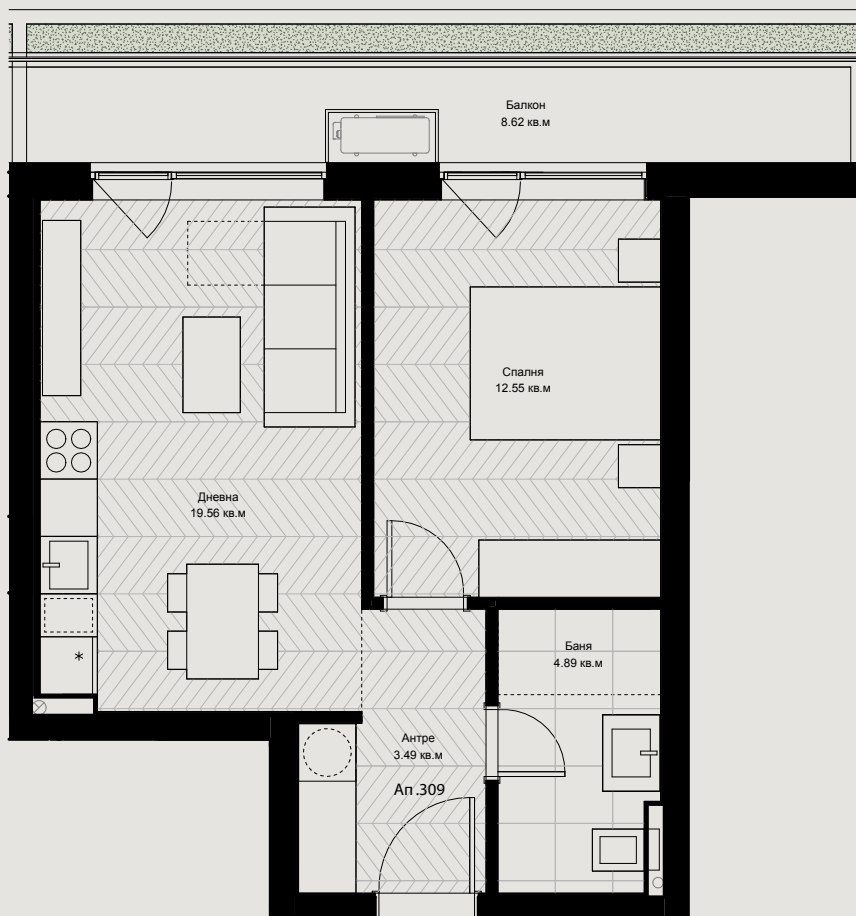 Балкон
8.62 кв.м
Спалня
12.55 кв.м
Дневна
19.56 кв.м
Баня
4.89 кв.м
Антре
3.49 кв.м
Ап.309
*